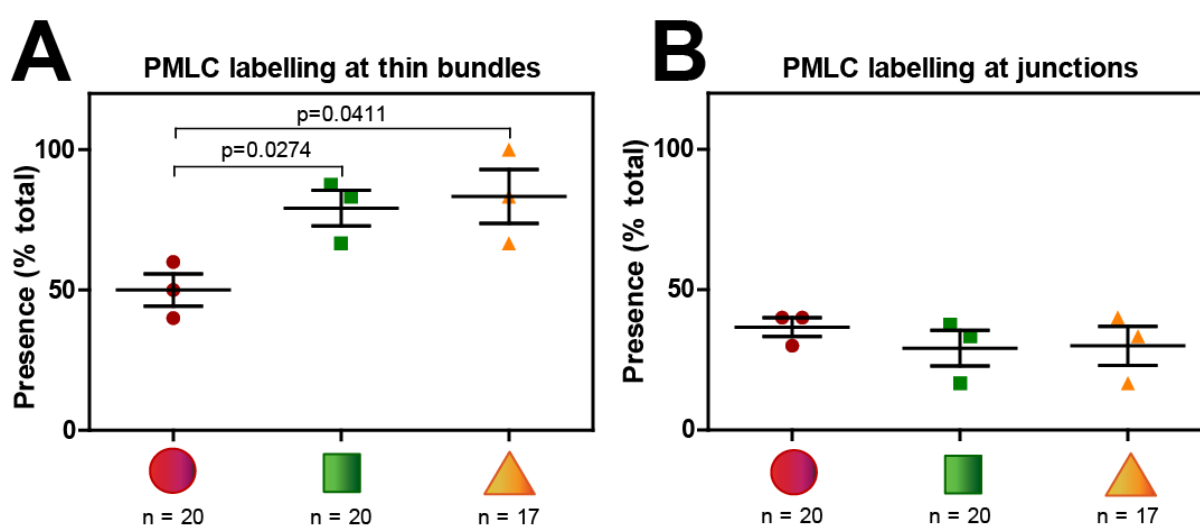 A
PMLC labelling at thin bundles
p=0.0411
p=0.0274
100
50
0
Presence (% total)
n = 20
n = 20
n = 17
B
PMLC labelling at junctions
100
50
0
Presence (% total)
n = 20
n = 20
n = 17